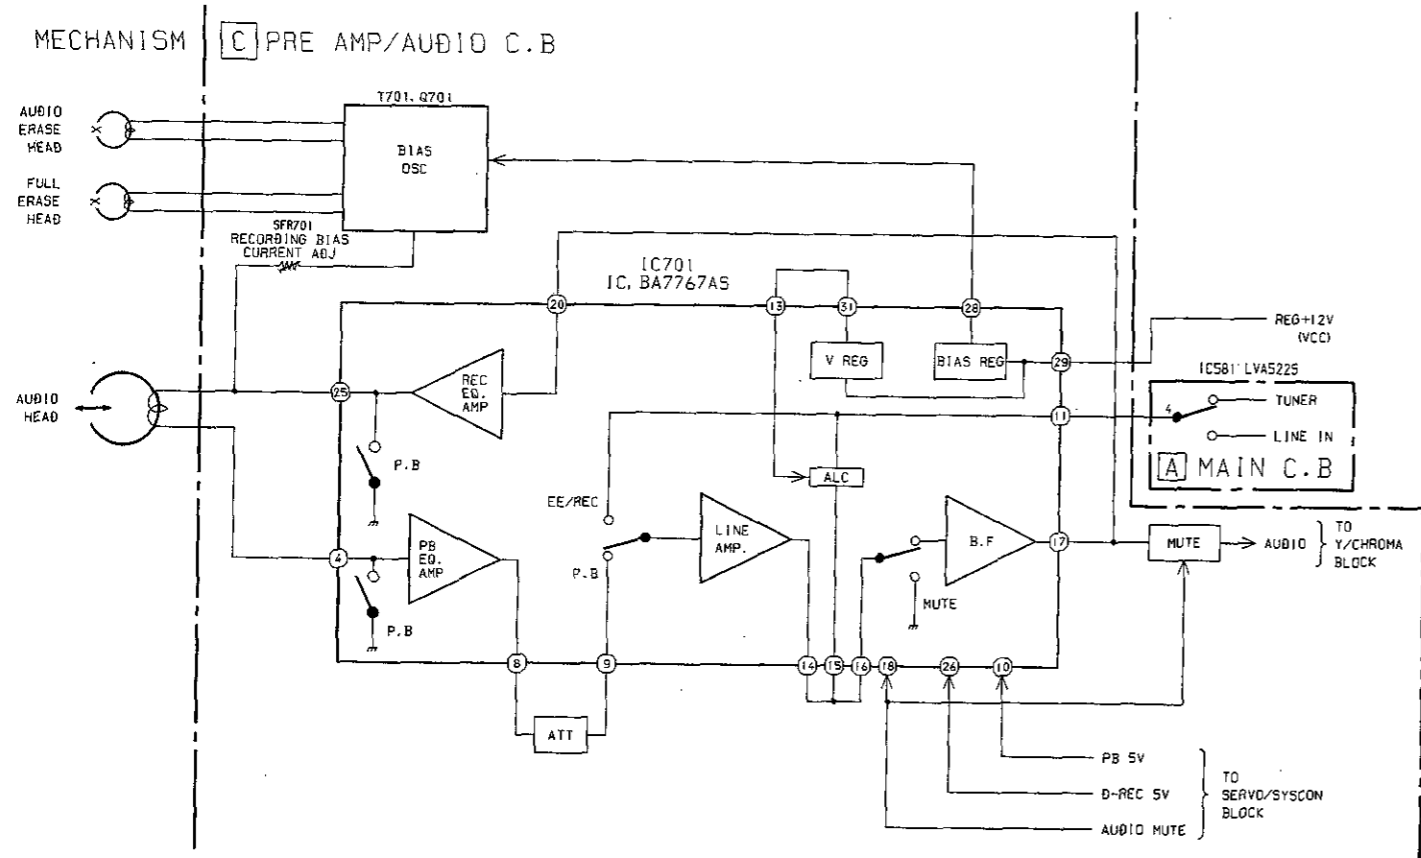 MECHANISM
C PRE AMP/AUDIO C.B
T701, Q701
AUDIO
ERASE
HEAD
BIAS
OSC
FULL
ERASE
HEAD
SFR701
RECORDING BIAS
CURRENT ADJ
IC701
IC, BA7767AS
20
13
31
28
REG+12V
(VCC)
V REG
BIAS REG
29
IC581 LVA522S
AUDIO
HEAD
25
REC
EQ.
AMP
11
4
TUNER
LINE IN
A MAIN C.B
P.B
ALC
EE/REC
LINE
AMP.
P.B
4
PB
EQ.
AMP
P.B
B.F
17
MUTE
MUTE
AUDIO
TO
Y/CHROMA
BLOCK
8
9
14
15
16
18
26
10
ATT
PB 5V
D-REC 5V
AUDIO MUTE
TO
SERVO/SYSCON
BLOCK